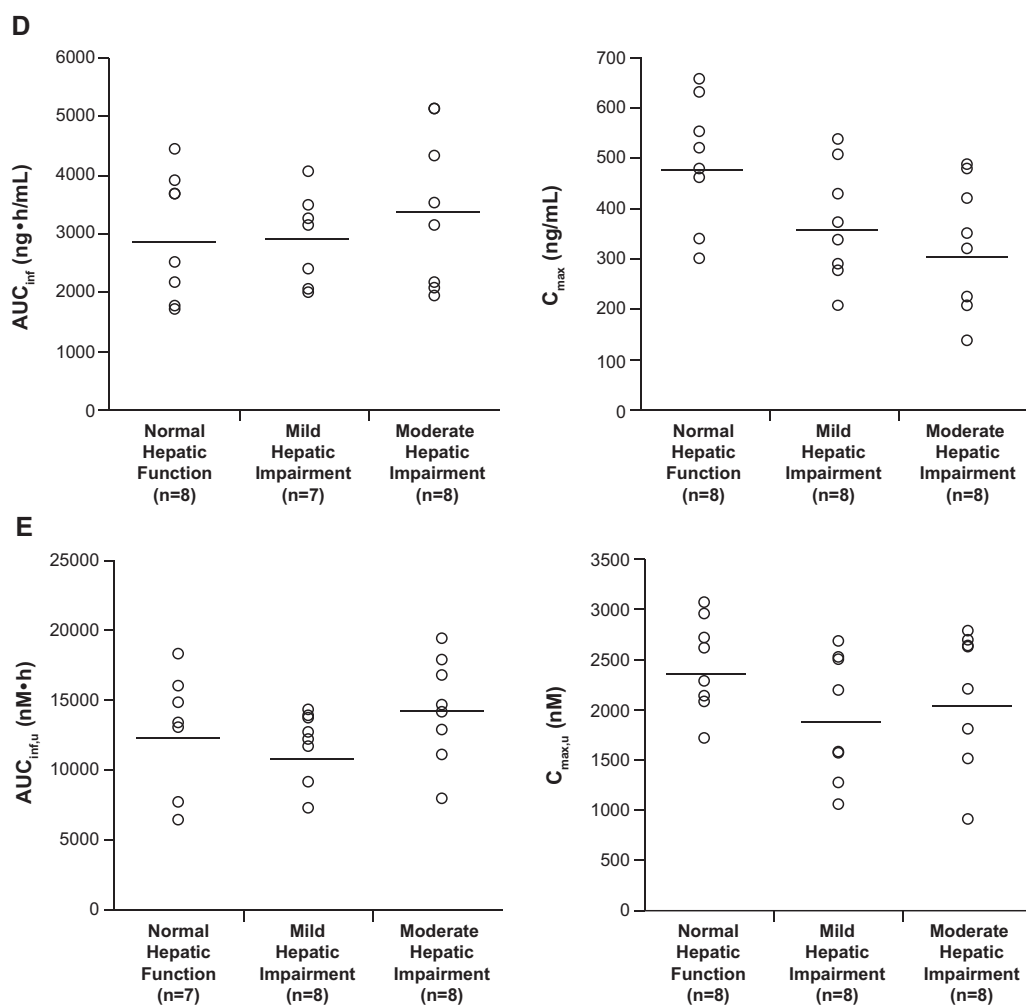 D
AUCinf (ng•h/mL)
6000
5000
4000
3000
2000
1000
0
Normal
Hepatic
Function
(n=8)
Mild
Hepatic
Impairment
(n=7)
Moderate
Hepatic
Impairment
(n=8)
Cmax (ng/mL)
700
600
500
400
300
200
100
0
Normal
Hepatic
Function
(n=8)
Mild
Hepatic
Impairment
(n=8)
Moderate
Hepatic
Impairment
(n=8)
E
AUCinf,u (nM•h)
25000
20000
15000
10000
5000
0
Normal
Hepatic
Function
(n=7)
Mild
Hepatic
Impairment
(n=8)
Moderate
Hepatic
Impairment
(n=8)
Cmax,u (nM)
3500
3000
2500
2000
1500
1000
500
0
Normal
Hepatic
Function
(n=8)
Mild
Hepatic
Impairment
(n=8)
Moderate
Hepatic
Impairment
(n=8)